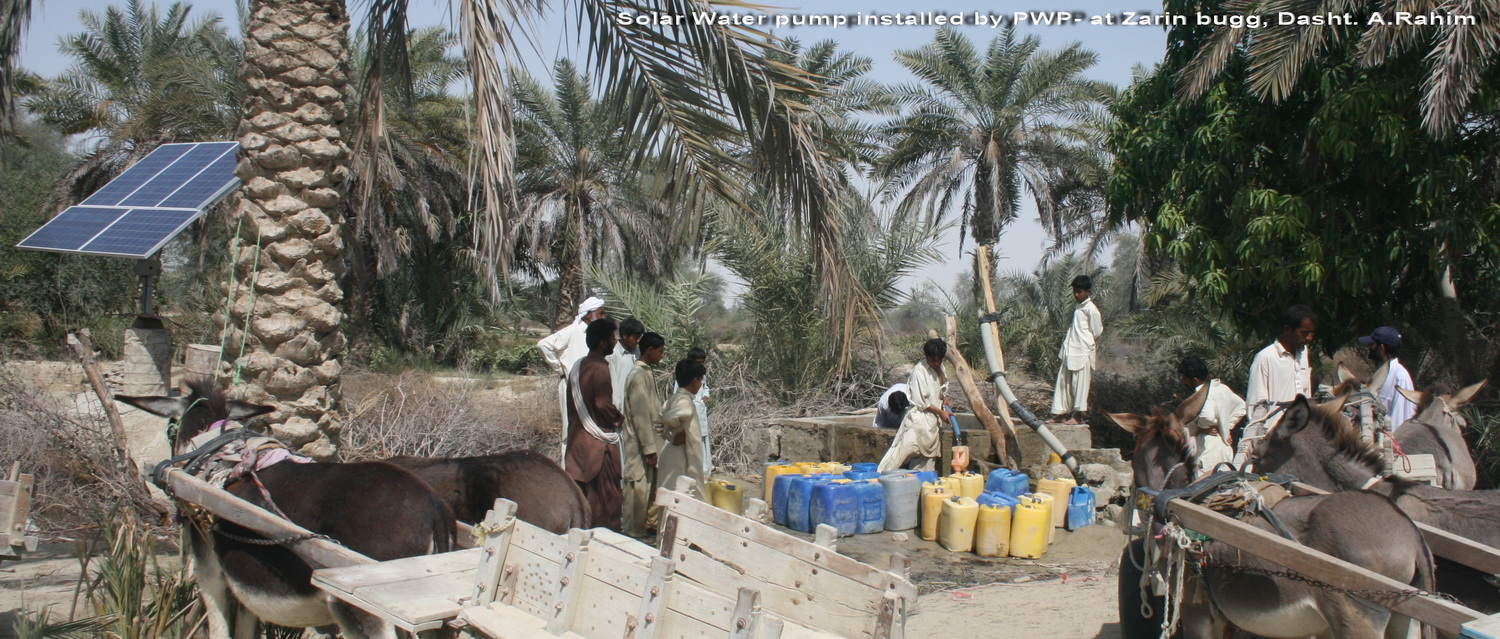 Solar Water pump installed by PWP- at Zarin bugg, Dasht. A.Rahim